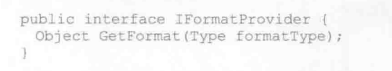 public interface IFormatProvider {
  Object GetFormat(Type formatType);
}